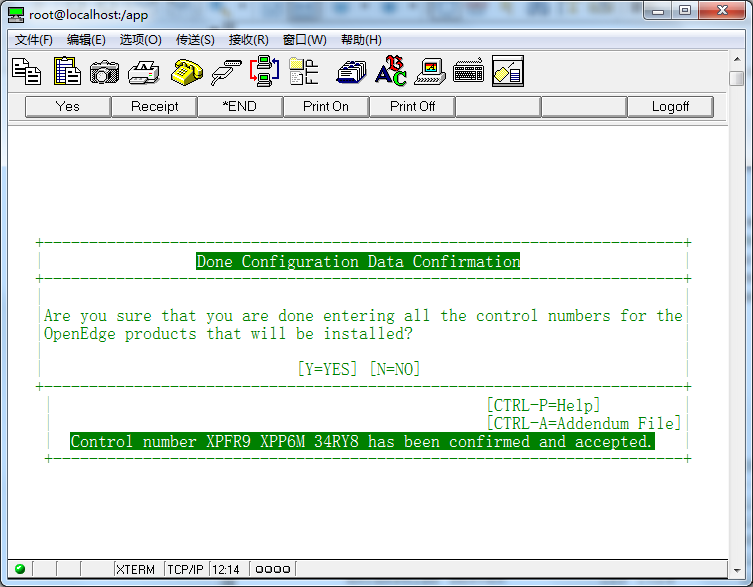 root@localhost:/app
文件(F) 编辑(E) 选项(O) 传送(S) 接收(R) 窗口(W) 帮助(H)
Yes Receipt *END Print On Print Off Logoff
Done Configuration Data Confirmation
Are you sure that you are done entering all the control numbers for the
OpenEdge products that will be installed?
[Y=YES] [N=NO]
[CTRL-P=Help]
[CTRL-A=Addendum File]
Control number XPFR9 XPP6M 34RY8 has been confirmed and accepted.
XTERM TCP/IP 12:14